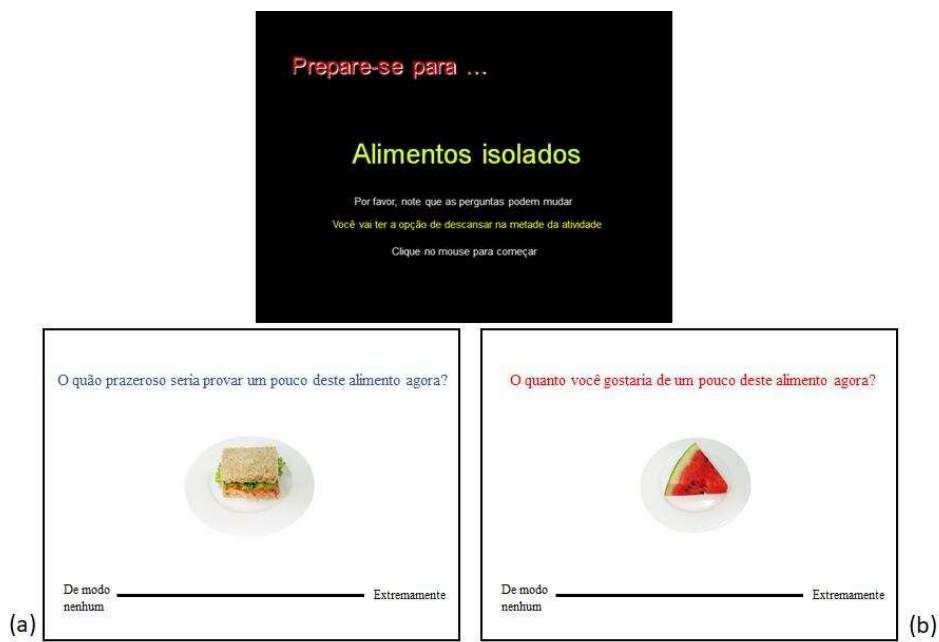 Prepare-se para ...
Alimentos isolados
Por favor, note que as perguntas podem mudar
Você vai ter a opção de descansar na metade da atividade
Clique no mouse para começar
O quão prazeroso seria provar um pouco deste alimento agora?
De modo
nenhum
Extremamente
(a)
O quanto você gostaria de um pouco deste alimento agora?
De modo
nenhum
Extremamente
(b)